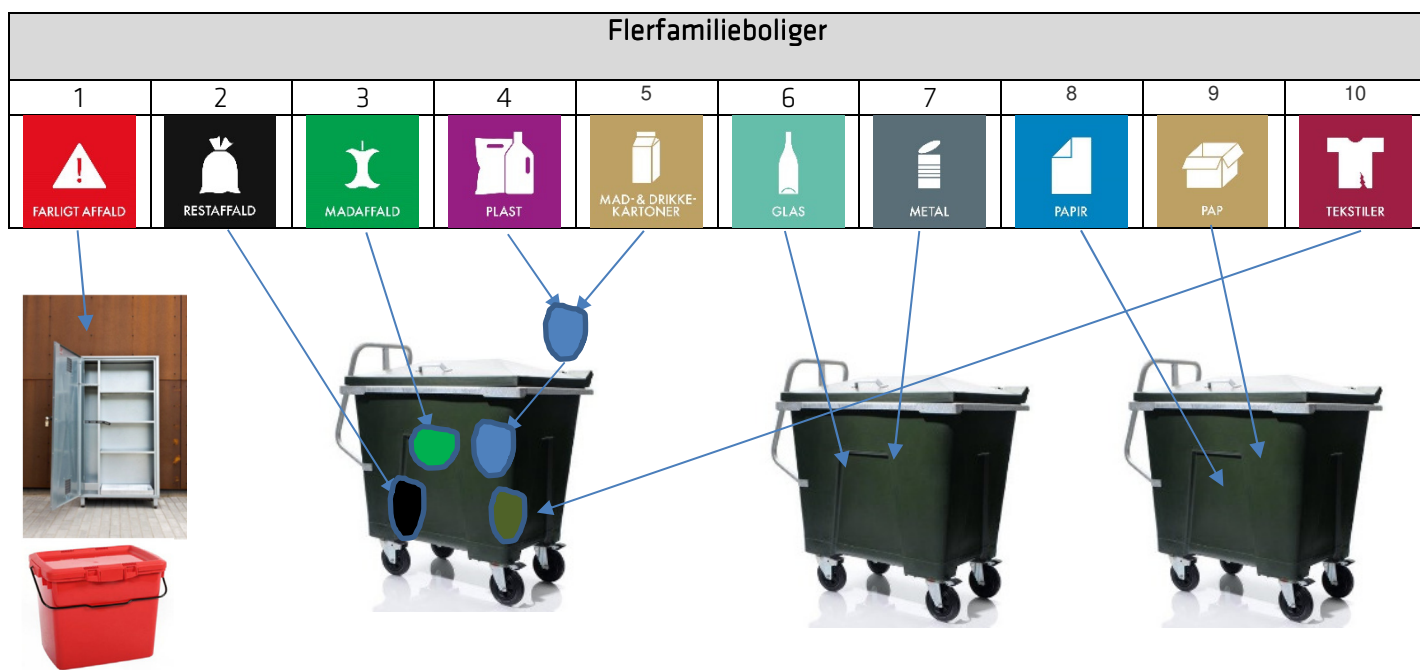 Flerfamilieboliger
1 2 3 4 5 6 7 8 9 10
FARLIGT AFFALD
RESTAFFALD
MADAFFALD
PLAST
MAD- & DRIKKE-
KARTONER
GLAS
METAL
PAPIR
PAP
TEKSTILER